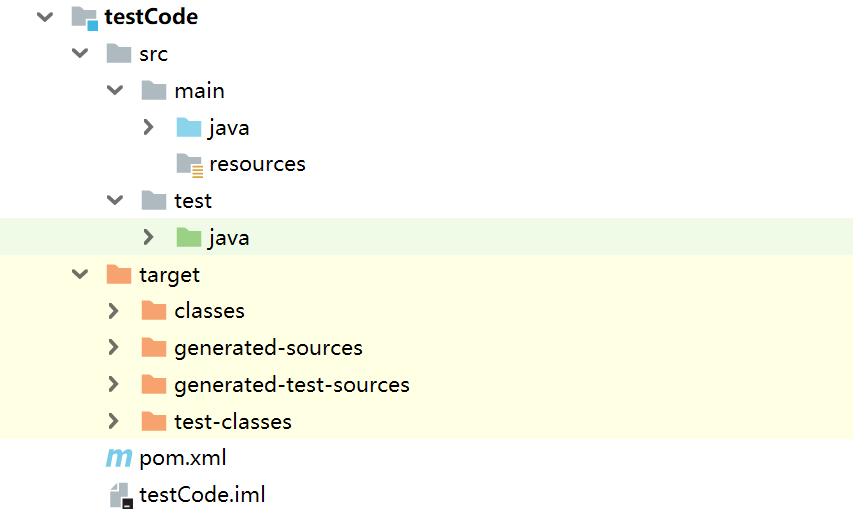 testCode
src
main
java
resources
test
java
target
classes
generated-sources
generated-test-sources
test-classes
pom.xml
testCode.iml